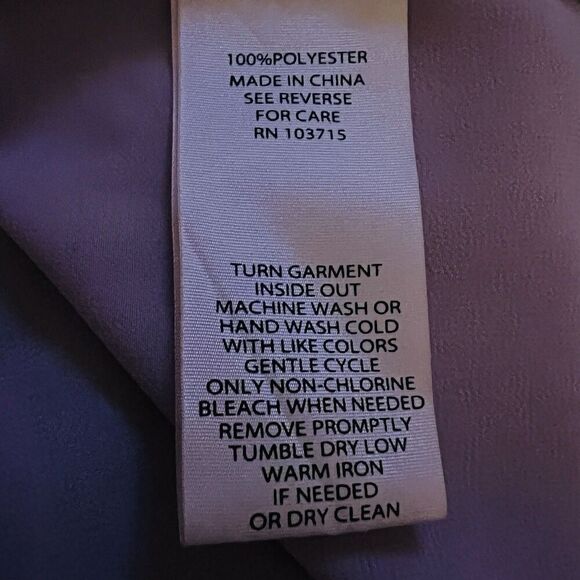 100%POLYESTER
MADE IN CHINA
SEE REVERSE
FOR CARE
RN 103715
TURN GARMENT
INSIDE OUT
MACHINE WASH OR
HAND WASH COLD
WITH LIKE COLORS
GENTLE CYCLE
ONLY NON-CHLORINE
BLEACH WHEN NEEDED
REMOVE PROMPTLY
TUMBLE DRY LOW
WARM IRON
IF NEEDED
OR DRY CLEAN